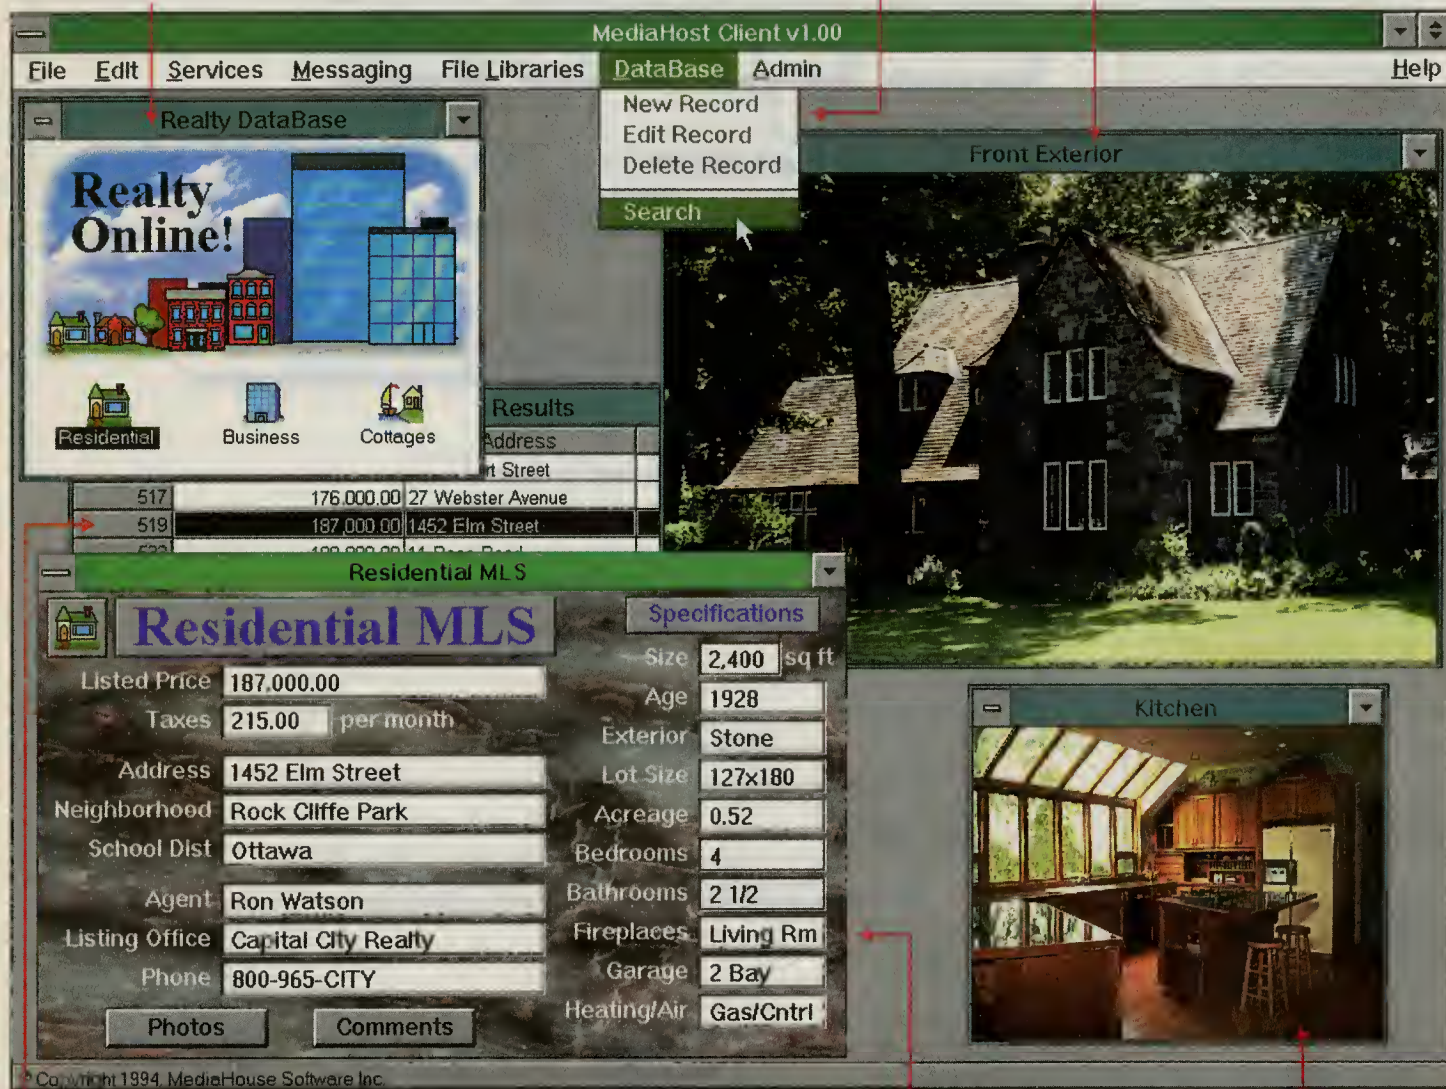 MediaHost Client v1.00
File Edit Services Messaging File Libraries DataBase Admin Help
New Record
Edit Record
Delete Record
Search
Realty DataBase
Realty
Online!
Residential Business Cottages
Front Exterior
Results
Address
Street
517 176,000.00 27 Webster Avenue
519 187,000.00 1452 Elm Street
Residential MLS
Residential MLS
Listed Price 187,000.00
Taxes 215.00 per month
Address 1452 Elm Street
Neighborhood Rock Cliffe Park
School Dist Ottawa
Agent Ron Watson
Listing Office Capital City Realty
Phone 800-965-CITY
Photos Comments
Specifications
Size 2,400 sq ft
Age 1928
Exterior Stone
Lot Size 127x180
Acreage 0.52
Bedrooms 4
Bathrooms 2 1/2
Fireplaces Living Rm
Garage 2 Bay
Heating/Air Gas/Cntrl
Kitchen
© Copyright 1994, MediaHouse Software Inc.